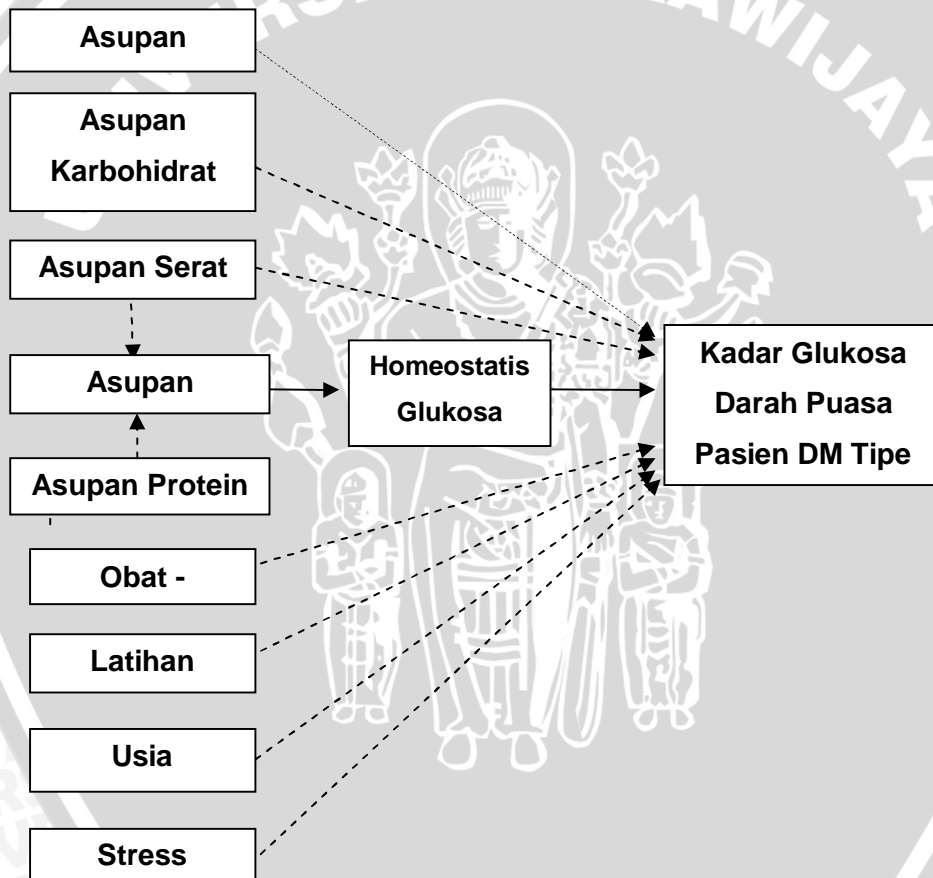 Asupan
Asupan
Karbohidrat
Asupan Serat
Asupan
Asupan Protein
Obat -
Latihan
Usia
Stress
Homeostatis
Glukosa
Kadar Glukosa
Darah Puasa
Pasien DM Tipe
AWIJAYA